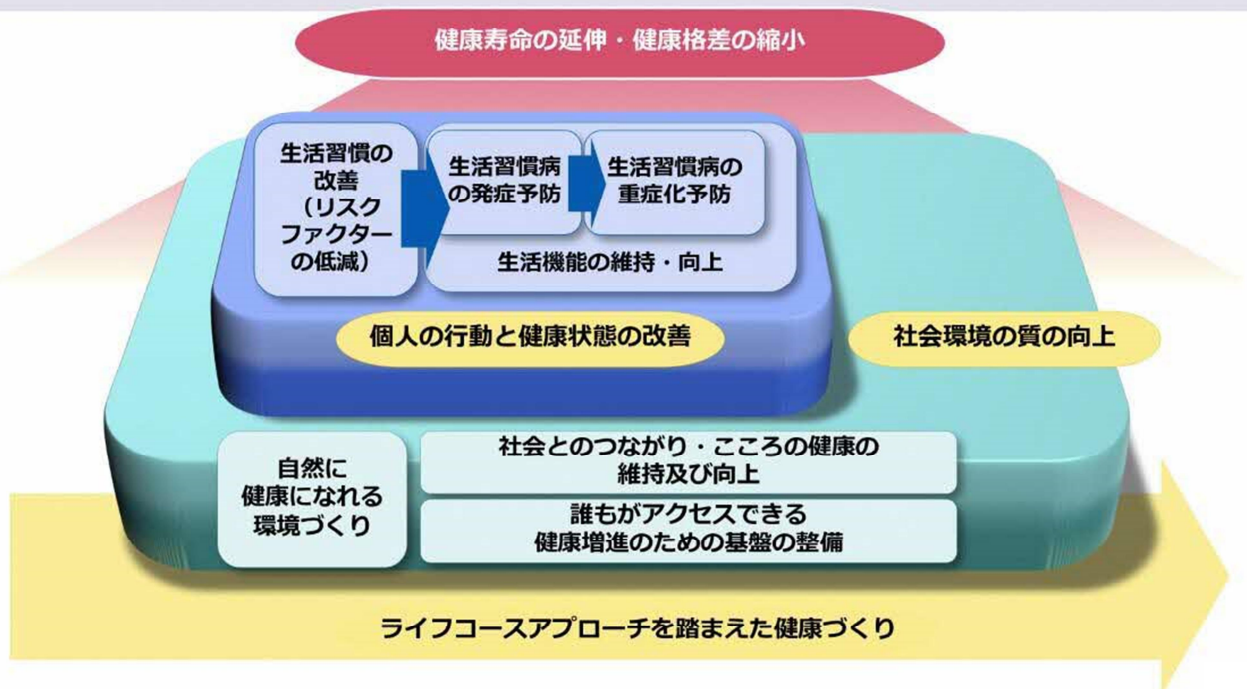 健康寿命の延伸・健康格差の縮小
生活習慣の
改善
（リスク
ファクター
の低減）
生活習慣病
の発症予防
生活習慣病の
重症化予防
生活機能の維持・向上
個人の行動と健康状態の改善
社会環境の質の向上
自然に
健康になれる
環境づくり
社会とのつながり・こころの健康の
維持及び向上
誰もがアクセスできる
健康増進のための基盤の整備
ライフコースアプローチを踏まえた健康づくり